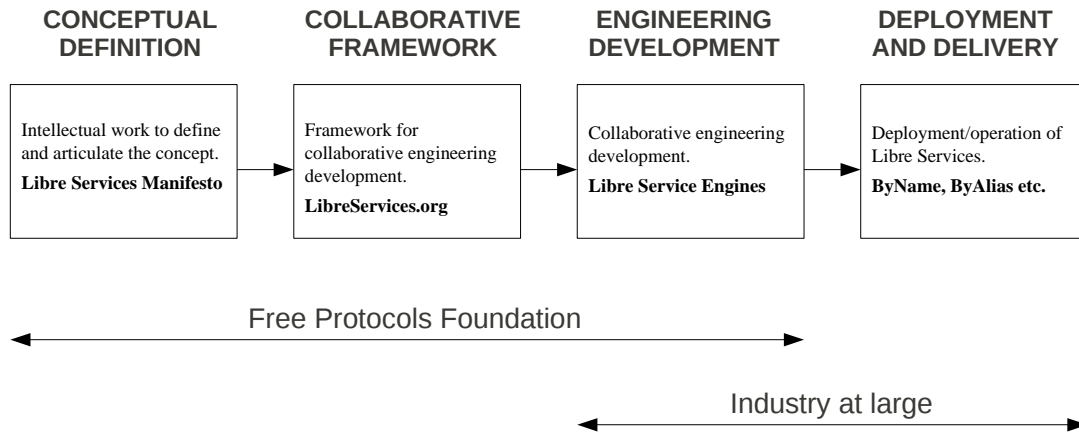 CONCEPTUAL
DEFINITION
COLLABORATIVE
FRAMEWORK
ENGINEERING
DEVELOPMENT
DEPLOYMENT
AND DELIVERY
Intellectual work to define
and articulate the concept.
Libre Services Manifesto
Framework for
collaborative engineering
development.
LibreServices.org
Collaborative engineering
development.
Libre Service Engines
Deployment/operation of
Libre Services.
ByName, ByAlias etc.
Free Protocols Foundation
Industry at large